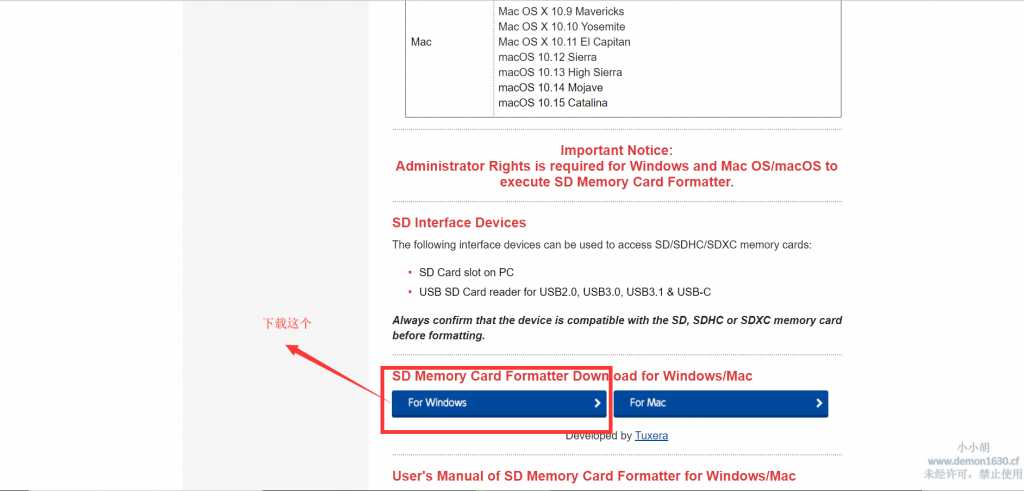 Mac OS X 10.9 Mavericks
Mac OS X 10.10 Yosemite
Mac
Mac OS X 10.11 El Capitan
macOS 10.12 Sierra
macOS 10.13 High Sierra
macOS 10.14 Mojave
macOS 10.15 Catalina
Important Notice:
Administrator Rights is required for Windows and Mac OS/macOS to
execute SD Memory Card Formatter.
SD Interface Devices
The following interface devices can be used to access SD/SDHC/SDXC memory cards:
SD Card slot on PC
USB SD Card reader for USB2.0, USB3.0, USB3.1 & USB-C
Always confirm that the device is compatible with the SD, SDHC or SDXC memory card
before formatting.
下载这个
SD Memory Card Formatter Download for Windows/Mac
For Windows
For Mac
Developed by Tuxera
User's Manual of SD Memory Card Formatter for Windows/Mac
小小胡
www.demon1630.cf
未经许可，禁止使用